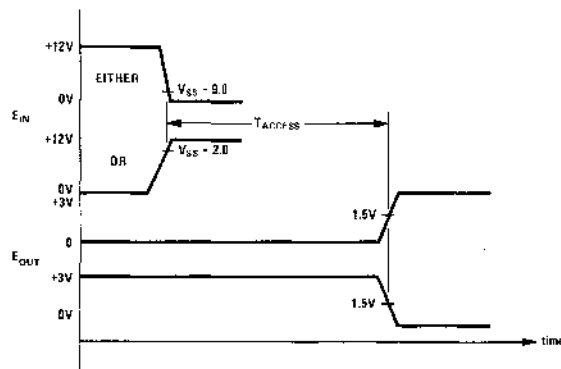 +12V
EITHER
V_SS - 9.0
0V
E_IN
+12V
T_ACCESS
OR
V_SS - 2.0
0V
+3V
1.5V
0
E_OUT
+3V
1.5V
0V
time